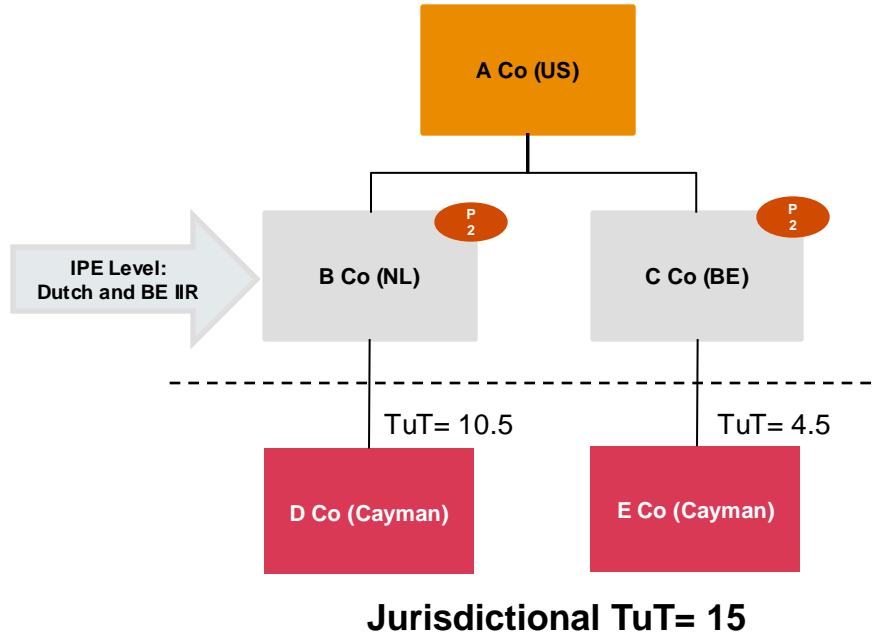 A Co (US)
P
2
P
2
IPE Level:
Dutch and BE IIR
B Co (NL)
C Co (BE)
TuT= 10.5
TuT= 4.5
D Co (Cayman)
E Co (Cayman)
Jurisdictional TuT= 15